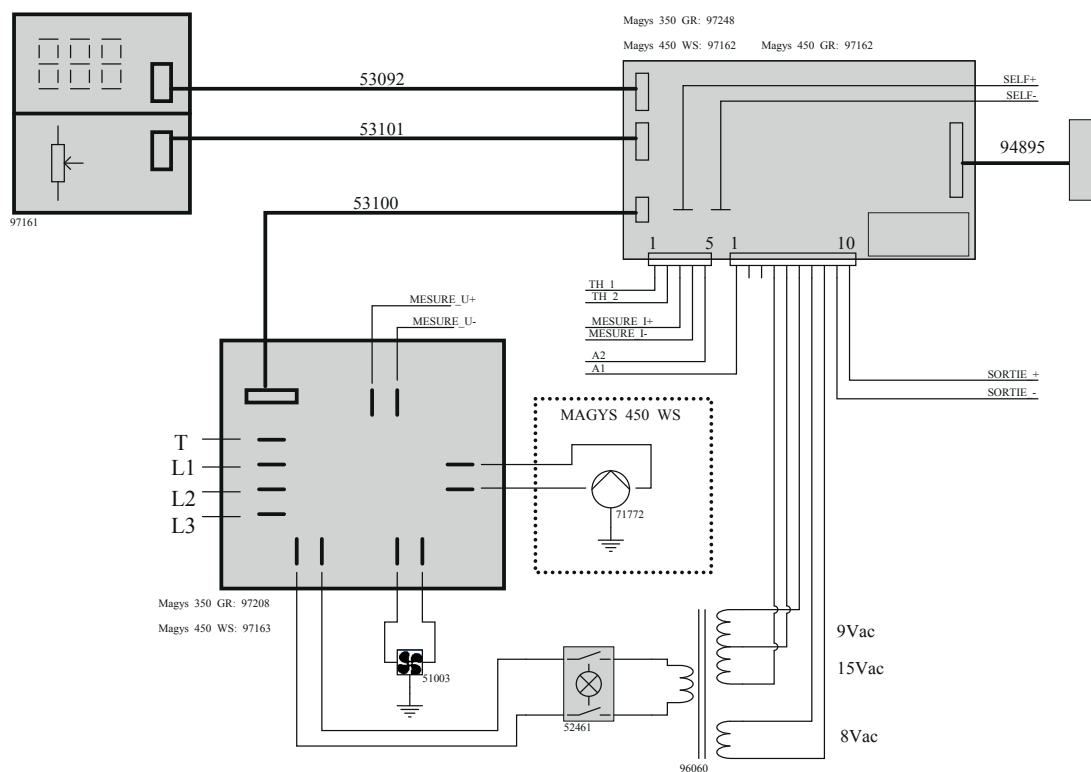 Magys 350 GR: 97248
Magys 450 WS: 97162 Magys 450 GR: 97162
53092
SELF+
SELF-
53101
94895
97161
53100
1 5 1 10
TH_1
TH_2
MESURE_U+
MESURE_U-
MESURE_I+
MESURE_I-
A2
A1
SORTIE_+
SORTIE_-
MAGYS 450 WS
T
L1
L2
L3
71772
Magys 350 GR: 97208
Magys 450 WS: 97163
9Vac
15Vac
51003
52461
8Vac
96060